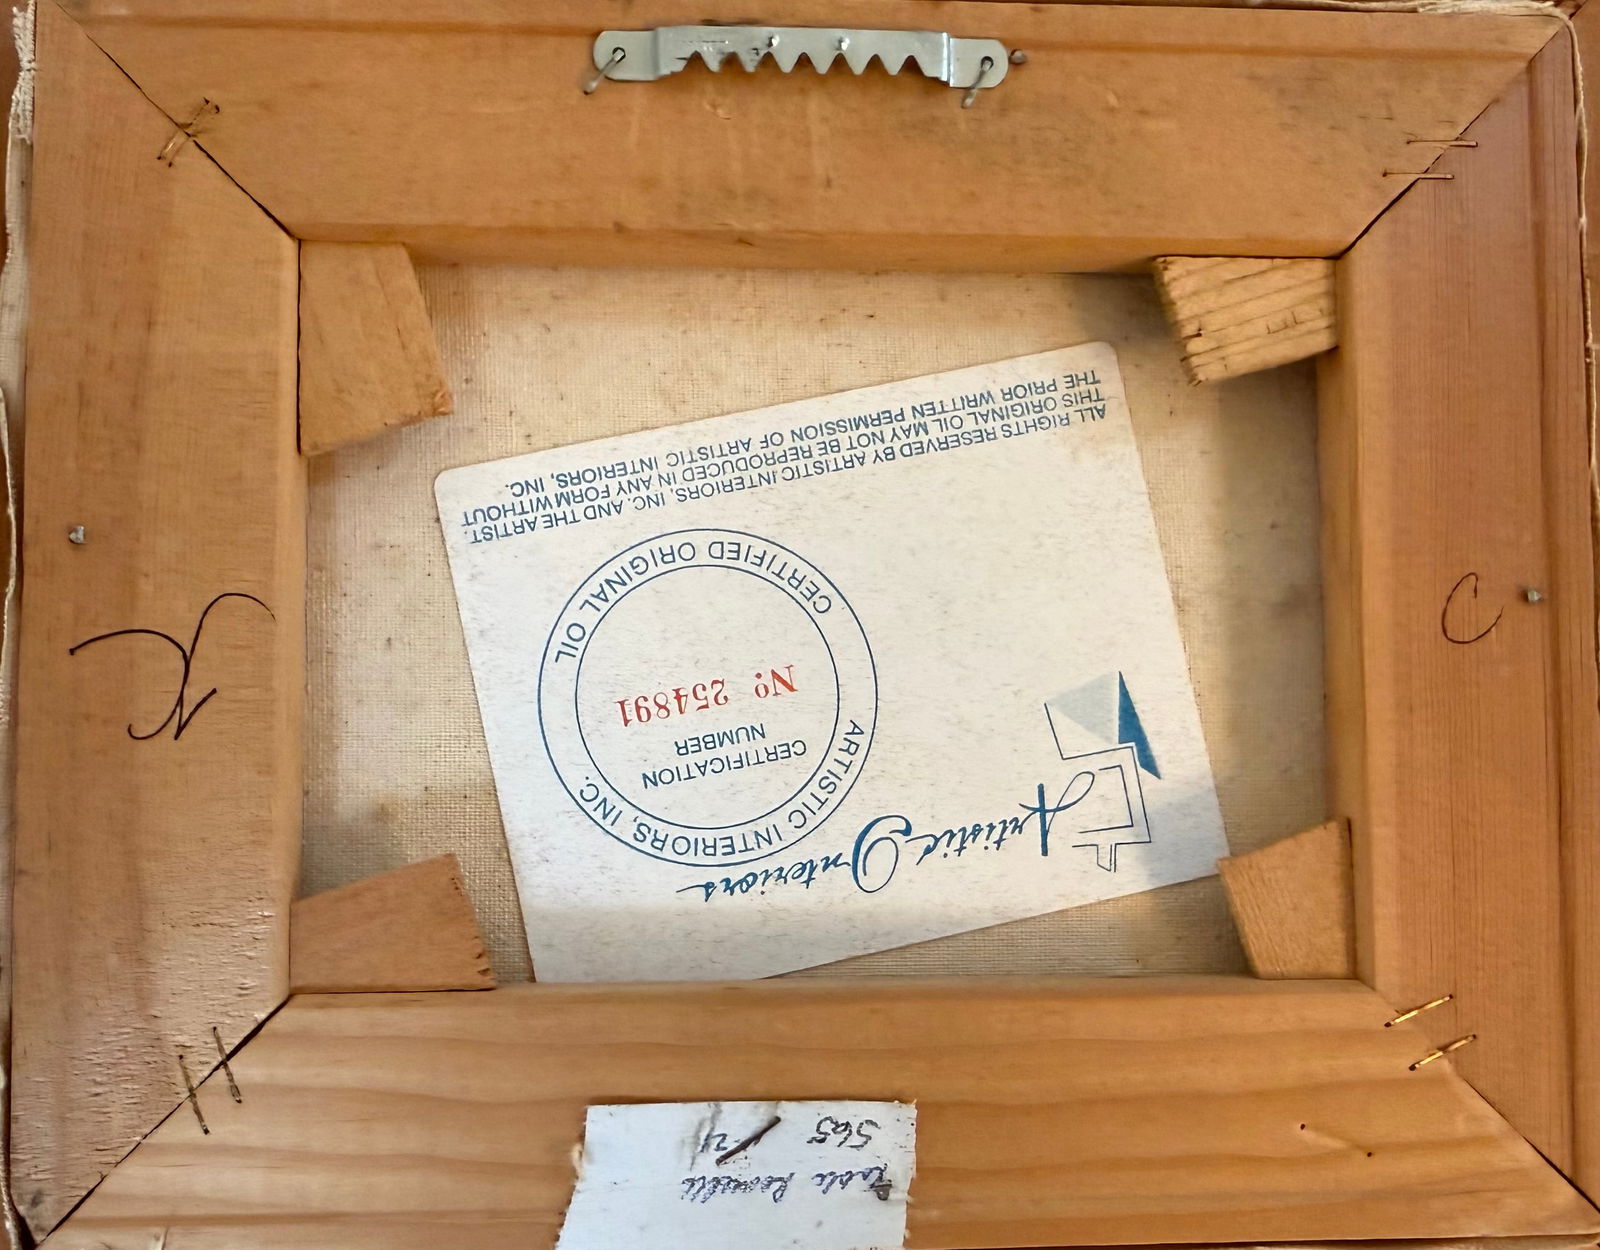 Artistic Interiors
ARTISTIC INTERIORS, INC.
CERTIFICATION
NUMBER
Nº 254891
CERTIFIED ORIGINAL OIL
ALL RIGHTS RESERVED BY ARTISTIC INTERIORS, INC. AND THE ARTIST.
THIS ORIGINAL OIL MAY NOT BE REPRODUCED IN ANY FORM WITHOUT
THE PRIOR WRITTEN PERMISSION OF ARTISTIC INTERIORS, INC.
C